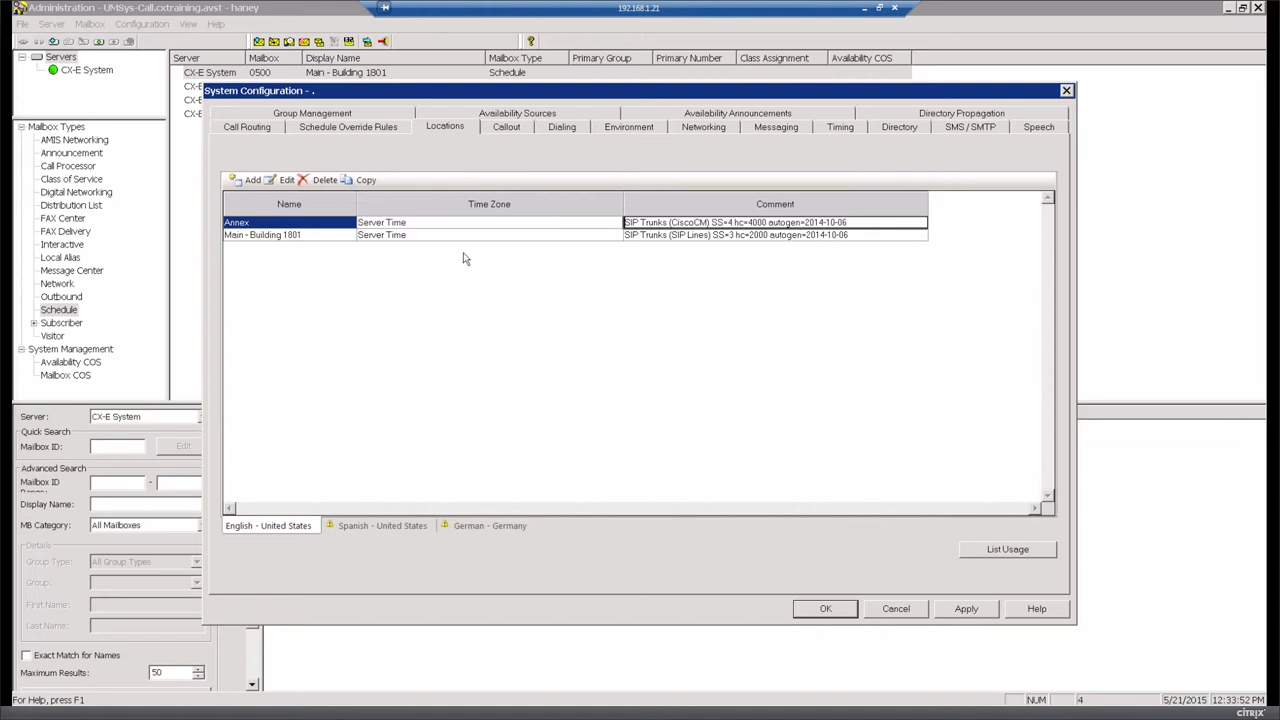 Administration - UMSys-Call.cxtraining.avst - haney
192.168.1.21
File Server Mailbox Configuration View Help
Servers
CX-E System
Server Mailbox Display Name Mailbox Type Primary Group Primary Number Class Assignment Availability COS
CX-E System 0500 Main - Building 1801 Schedule
CX-E
CX-E
CX-E
System Configuration - .
Group Management Availability Sources Availability Announcements Directory Propagation
Call Routing Schedule Override Rules Locations Callout Dialing Environment Networking Messaging Timing Directory SMS / SMTP Speech
Add Edit Delete Copy
Name Time Zone Comment
Annex Server Time SIP Trunks (CiscoCM) SS=4 hc=4000 autogen=2014-10-06
Main - Building 1801 Server Time SIP Trunks (SIP Lines) SS=3 hc=2000 autogen=2014-10-06
English - United States Spanish - United States German - Germany
List Usage
OK Cancel Apply Help
Mailbox Types
AMIS Networking
Announcement
Call Processor
Class of Service
Digital Networking
Distribution List
FAX Center
FAX Delivery
Interactive
Local Alias
Message Center
Network
Outbound
Schedule
Subscriber
Visitor
System Management
Availability COS
Mailbox COS
Server: CX-E System
Quick Search
Mailbox ID: Edit
Advanced Search
Mailbox ID -
Display Name:
MB Category: All Mailboxes
Details
Group Type: All Group Types
Group:
First Name:
Last Name:
Exact Match for Names
Maximum Results: 50
For Help, press F1
NUM 4 5/21/2015 12:33:52 PM
CITRIX